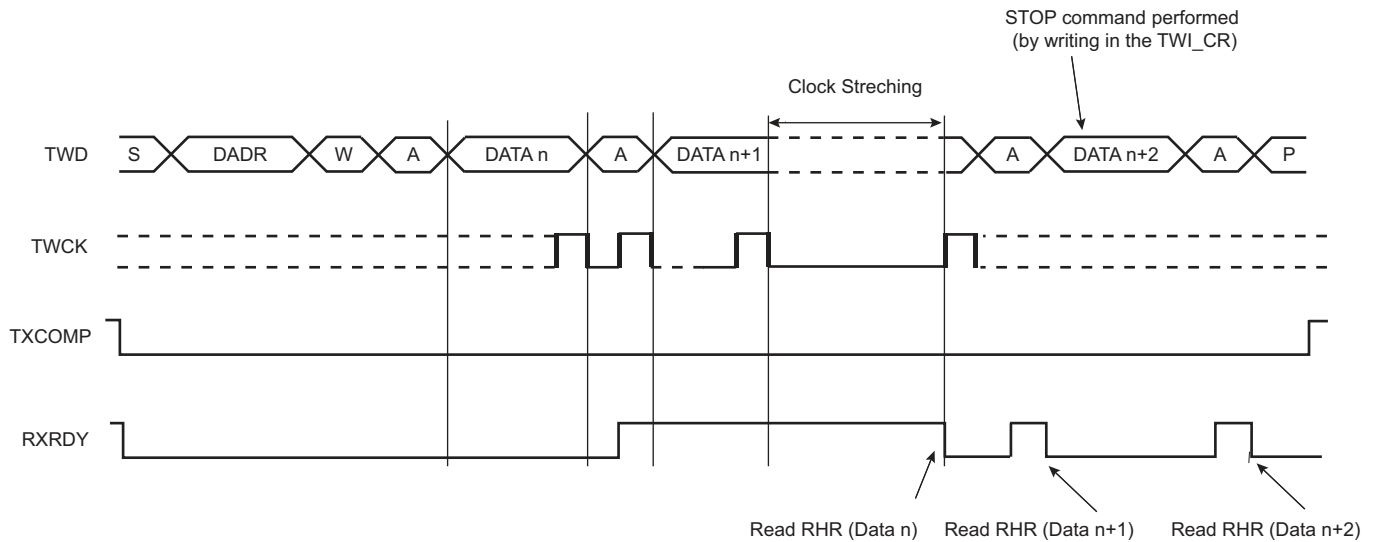 STOP command performed
(by writing in the TWI_CR)
Clock Streching
TWD S DADR W A DATA n A DATA n+1 A DATA n+2 A P
TWCK
TXCOMP
RXRDY
Read RHR (Data n) Read RHR (Data n+1) Read RHR (Data n+2)